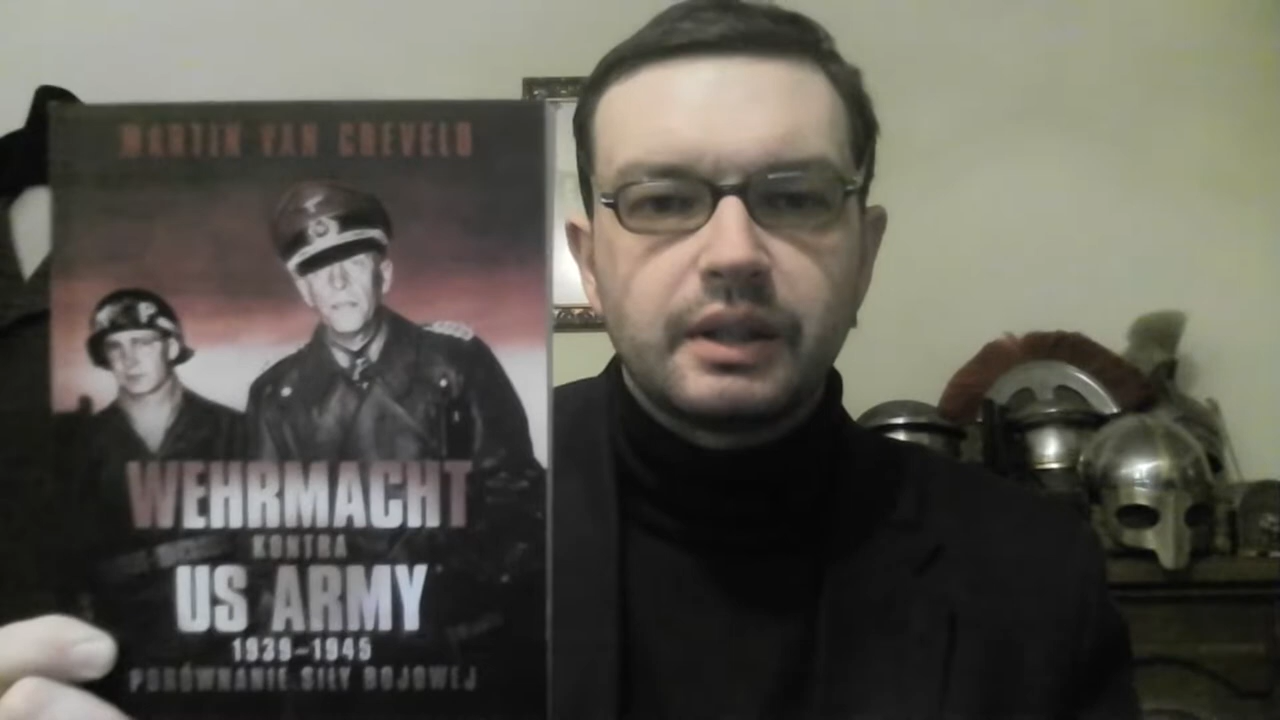 MARTIN VAN CREVELD
WEHRMACHT
KONTRA
US ARMY
1939-1945
PORÓWNANIE SIŁY BOJOWEJ